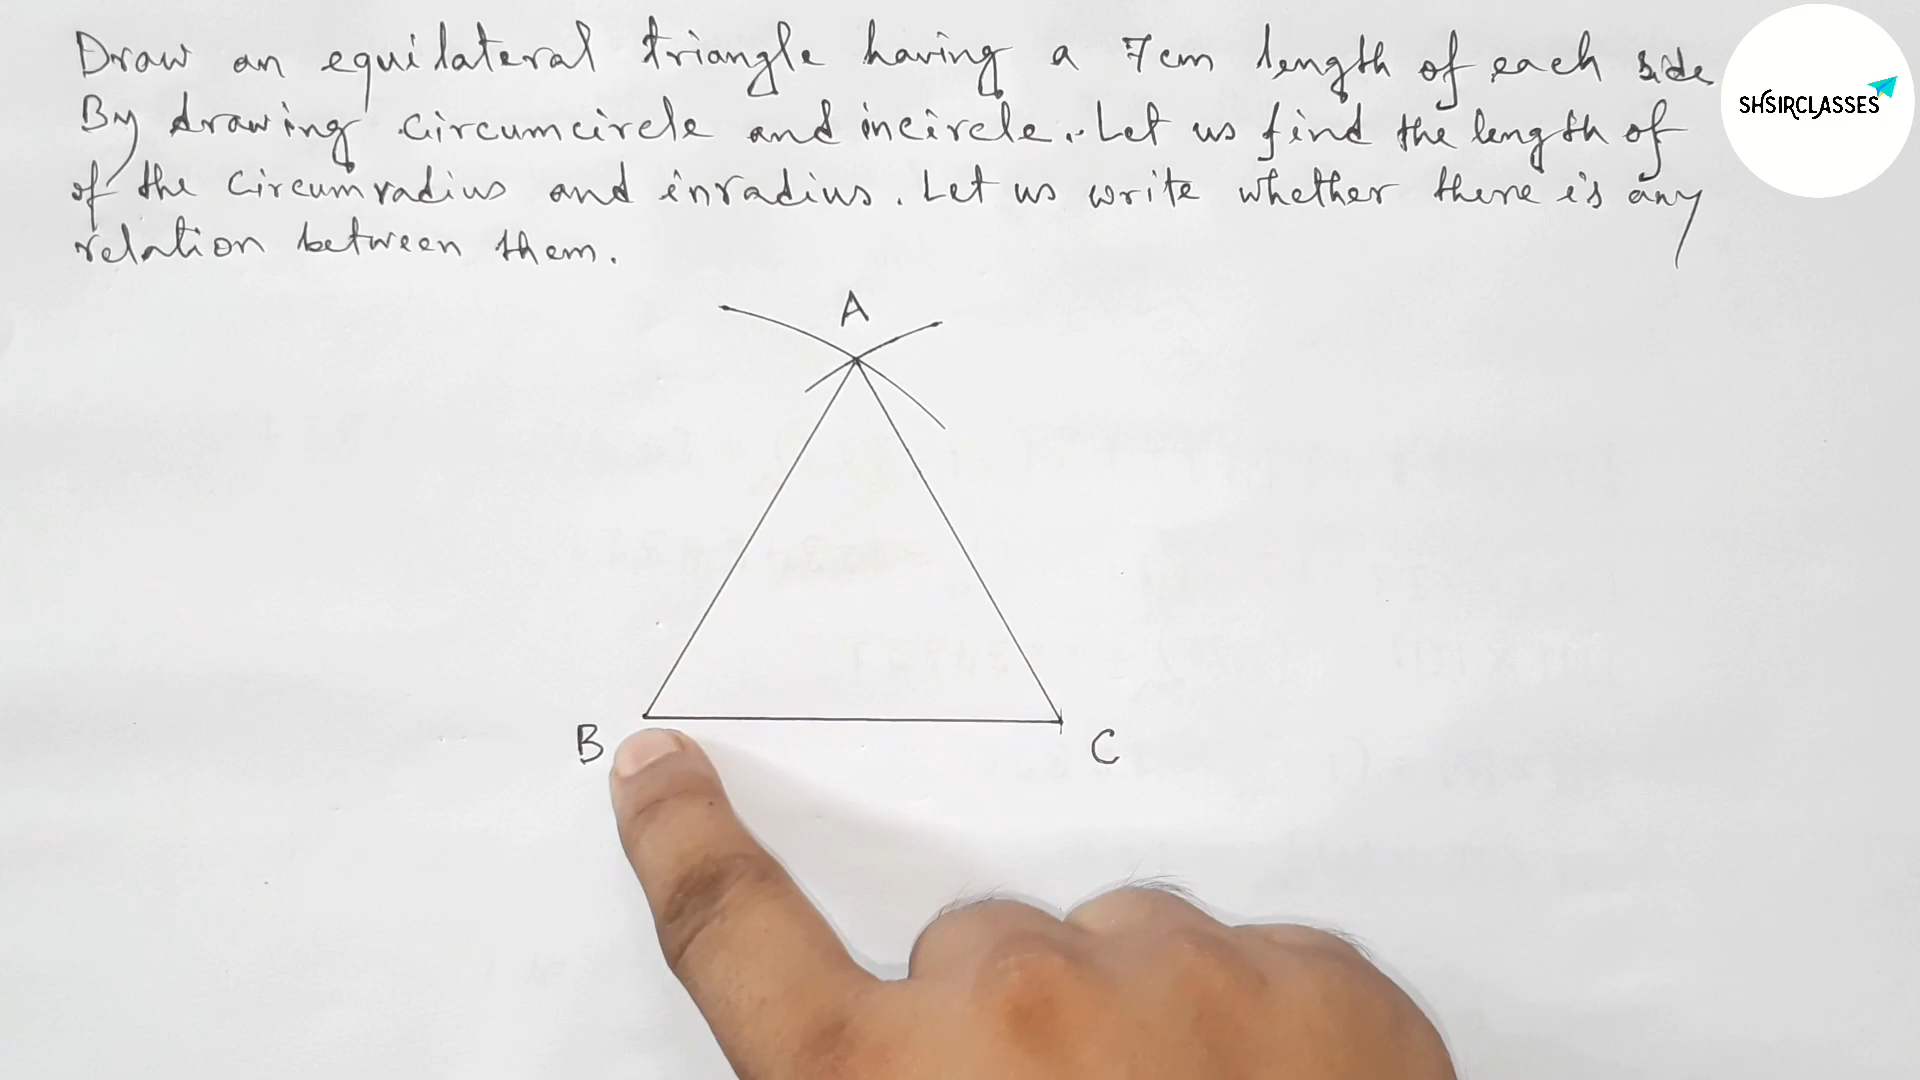 Draw an equilateral triangle having a 7cm length of each side
By drawing circumcircle and incircle. Let us find the length of
of the circumradius and inradius. Let us write whether there is any
relation between them.
SHSIRCLASSES
A
B
C